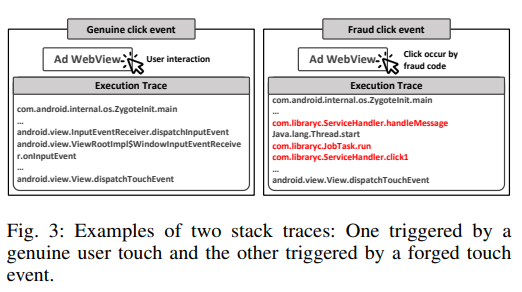 Genuine click event
Ad WebView
User interaction
Execution Trace
com.android.internal.os.ZygoteInit.main
...
android.view.InputEventReceiver.dispatchInputEvent
android.view.ViewRootImpl$WindowInputEventReceive
r.onInputEvent
...
android.view.View.dispatchTouchEvent
Fraud click event
Ad WebView
Click occur by
fraud code
Execution Trace
com.android.internal.os.ZygoteInit.main
...
com.libraryc.ServiceHandler.handleMessage
Java.lang.Thread.start
com.libraryc.JobTask.run
com.libraryc.ServiceHandler.click1
...
android.view.View.dispatchTouchEvent
Fig. 3: Examples of two stack traces: One triggered by a
genuine user touch and the other triggered by a forged touch
event.